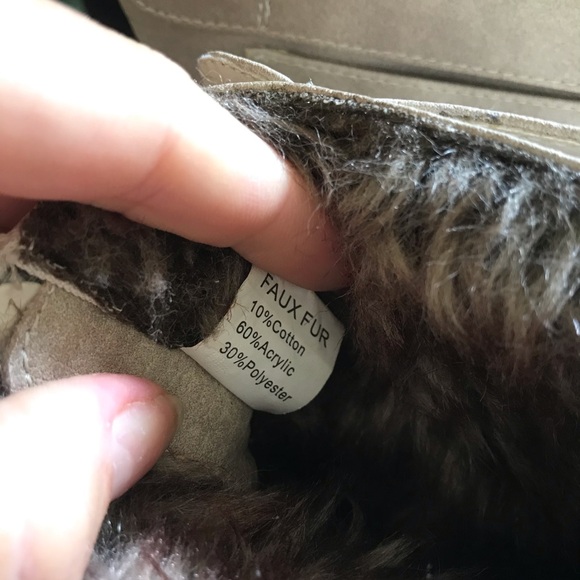 FAUX FUR
10%Cotton
60%Acrylic
30%Polyester